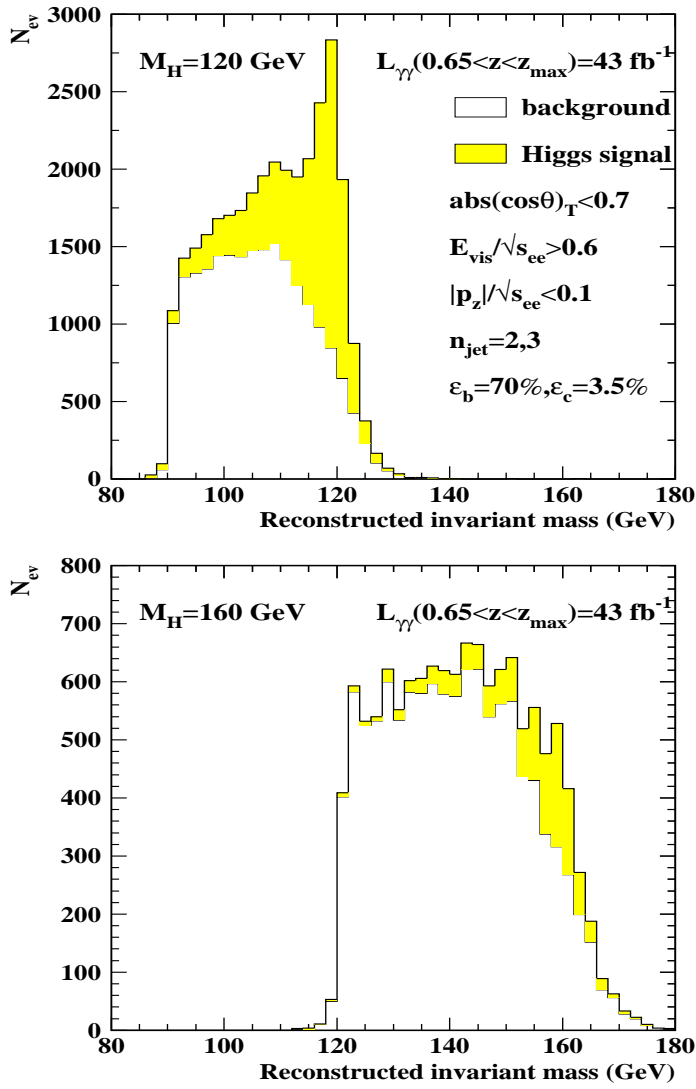 N_ev
3000
2500
2000
1500
1000
500
0
M_H=120 GeV
L_γγ(0.65<z<z_max)=43 fb^-1
background
Higgs signal
abs(cosθ)_T<0.7
E_vis/√s_ee>0.6
|p_z|/√s_ee<0.1
n_jet=2,3
ε_b=70%,ε_c=3.5%
80 100 120 140 160 180
Reconstructed invariant mass (GeV)
N_ev
800
700
600
500
400
300
200
100
0
M_H=160 GeV
L_γγ(0.65<z<z_max)=43 fb^-1
80 100 120 140 160 180
Reconstructed invariant mass (GeV)